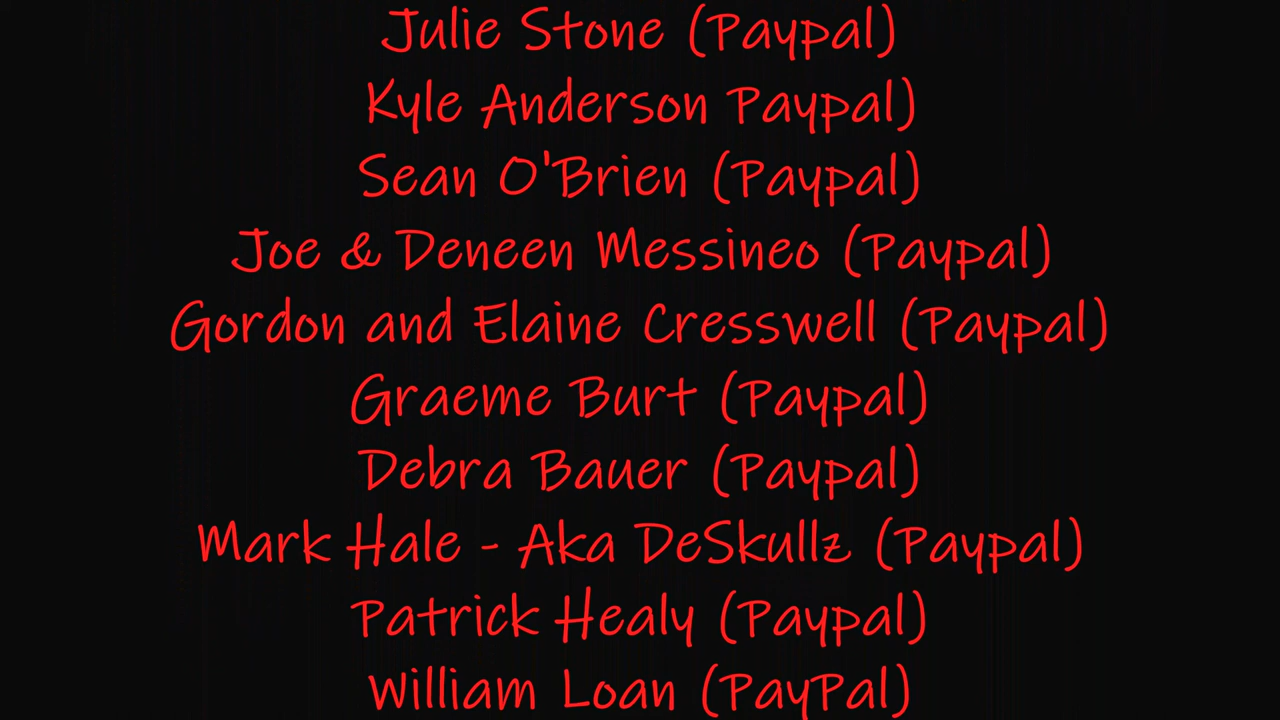 Julie Stone (Paypal)
Kyle Anderson Paypal)
Sean O'Brien (Paypal)
Joe & Deneen Messineo (Paypal)
Gordon and Elaine Cresswell (Paypal)
Graeme Burt (Paypal)
Debra Bauer (Paypal)
Mark Hale - Aka DeSkullz (Paypal)
Patrick Healy (Paypal)
William Loan (PayPal)